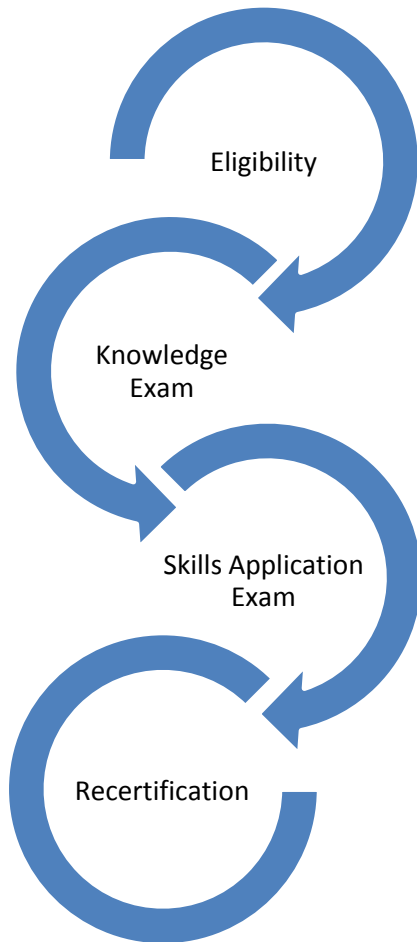 Eligibility
Knowledge
Exam
Skills Application
Exam
Recertification